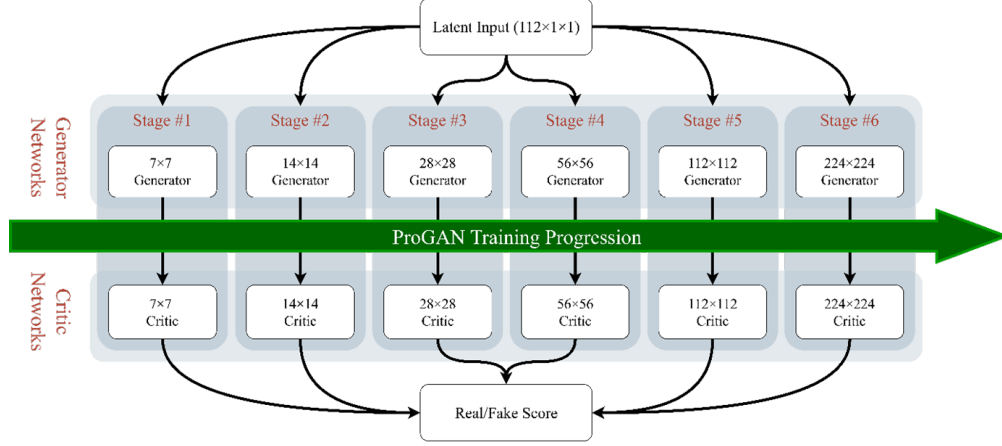 Latent Input (112×1×1)
Generator
Networks
Stage #1
Stage #2
Stage #3
Stage #4
Stage #5
Stage #6
7×7
Generator
14×14
Generator
28×28
Generator
56×56
Generator
112×112
Generator
224×224
Generator
ProGAN Training Progression
Critic
Networks
7×7
Critic
14×14
Critic
28×28
Critic
56×56
Critic
112×112
Critic
224×224
Critic
Real/Fake Score